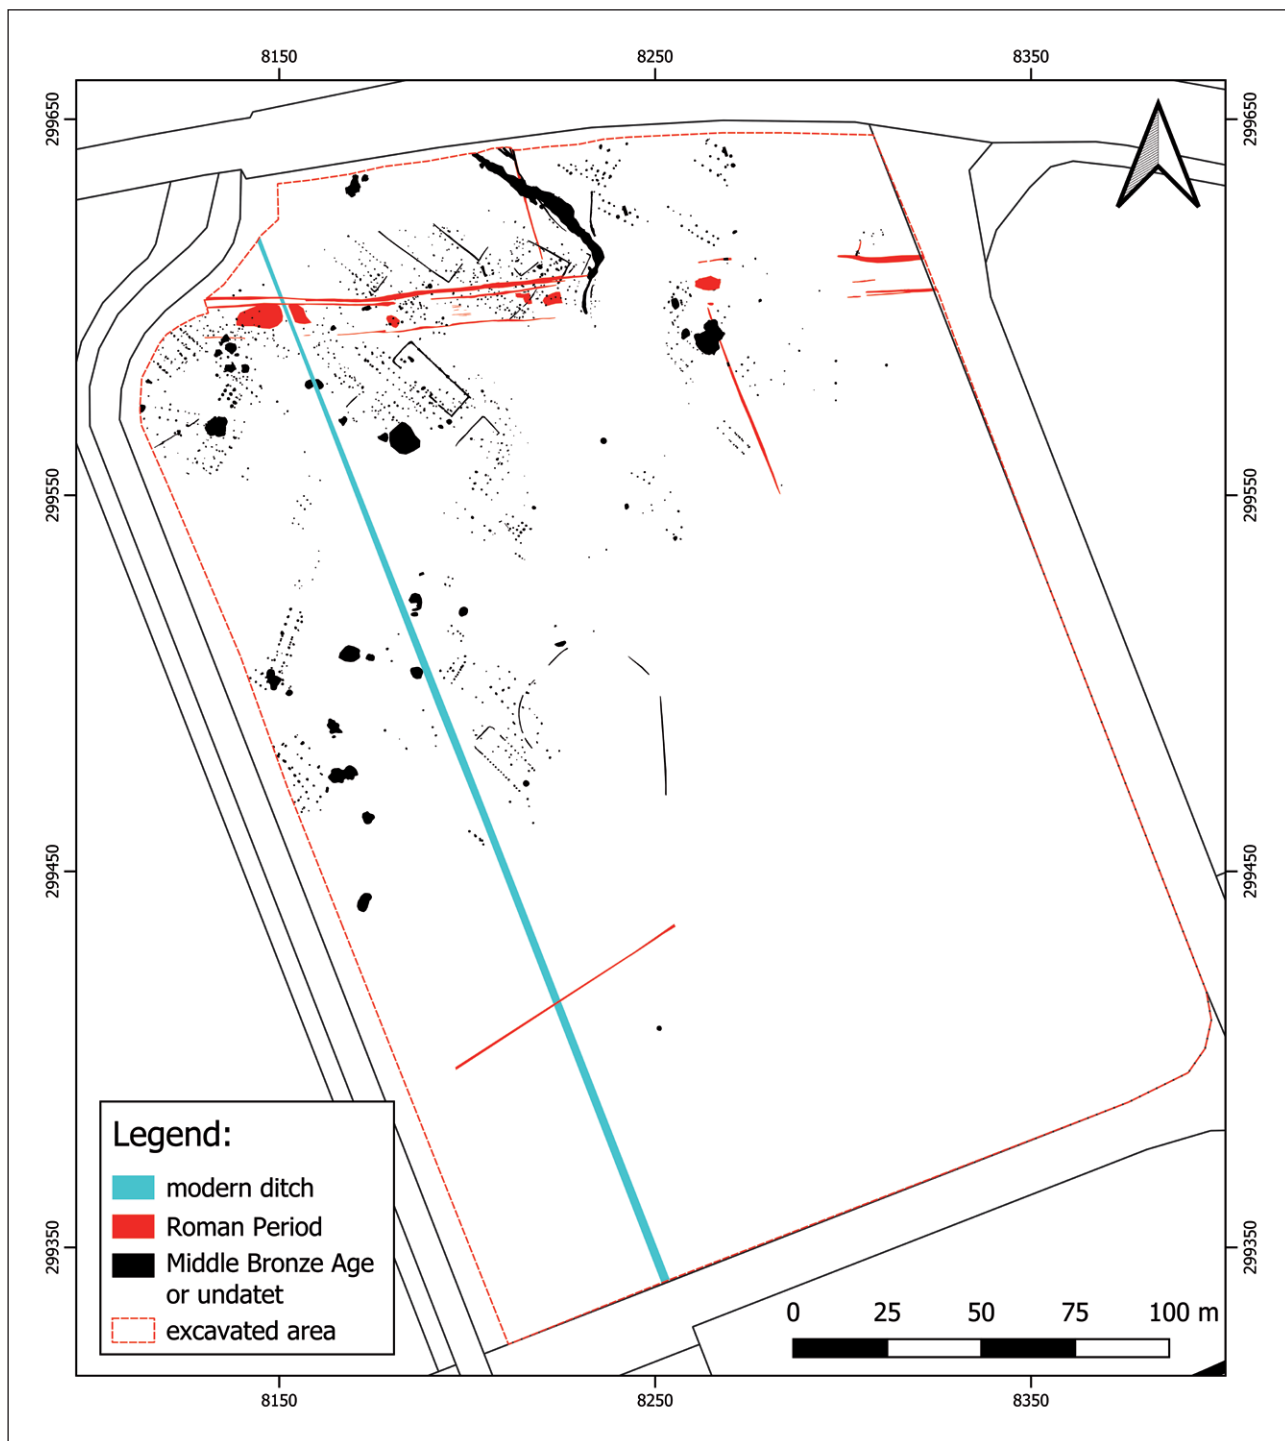 8150 8250 8350
299650 299650
299550 299550
299450 299450
299350 299350
Legend:
modern ditch
Roman Period
Middle Bronze Age
or undatet
excavated area
0 25 50 75 100 m
8150 8250 8350